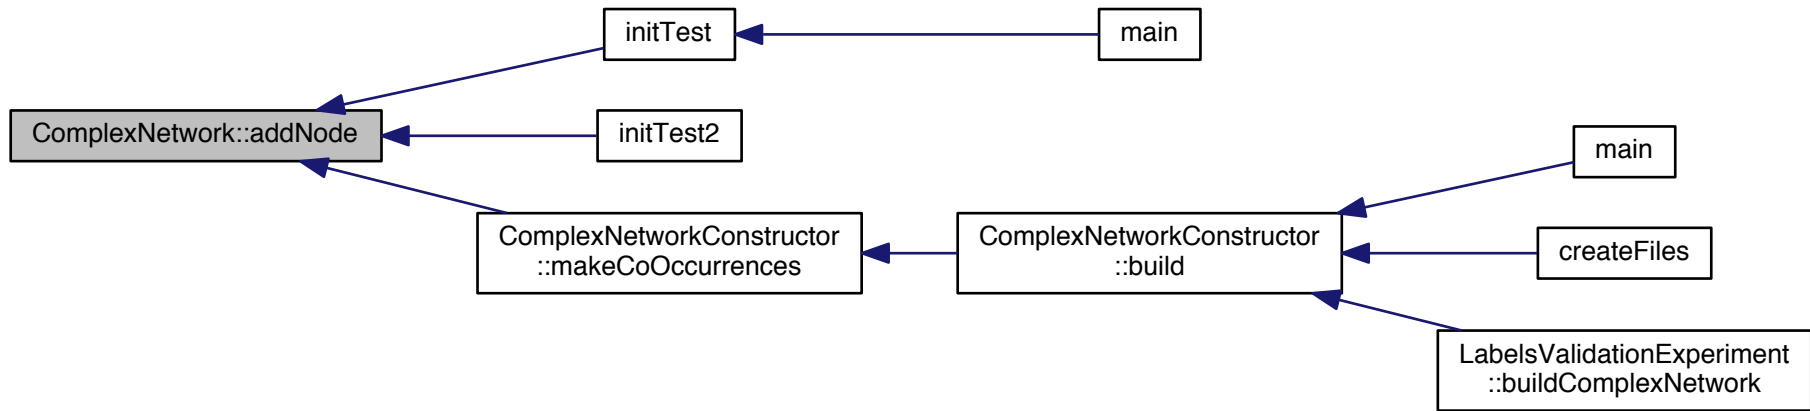 initTest
main
ComplexNetwork::addNode
initTest2
main
ComplexNetworkConstructor
::makeCoOccurrences
ComplexNetworkConstructor
::build
createFiles
LabelsValidationExperiment
::buildComplexNetwork